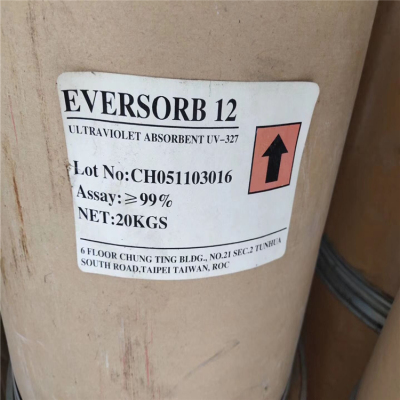 EVERSORB 12
ULTRAVIOLET ABSORBENT UV-327
Lot No:CH051103016
Assay:≥99%
NET:20KGS
6 FLOOR CHUNG TING BLDG., NO.21 SEC.2 TUNHUA
SOUTH ROAD,TAIPEI TAIWAN, ROC